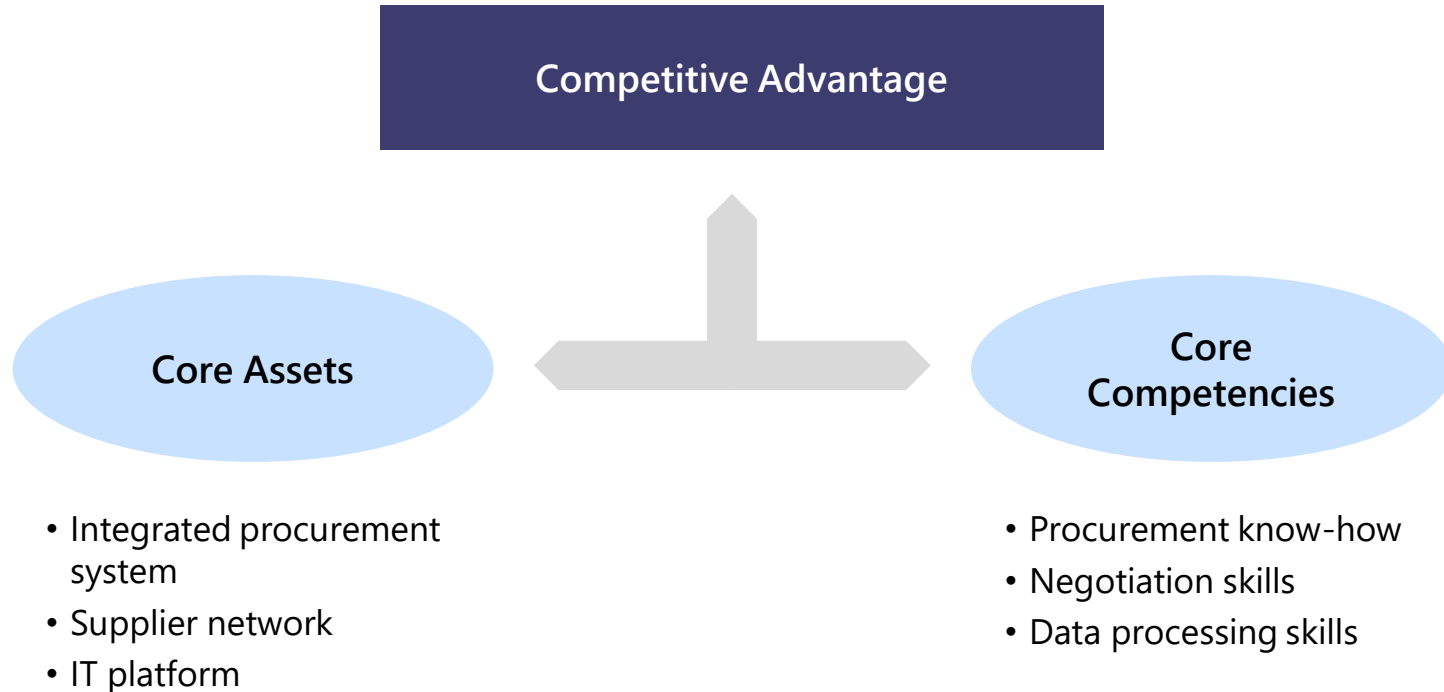 Competitive Advantage
Core Assets
Core
Competencies
• Integrated procurement
system
• Supplier network
• IT platform
• Procurement know-how
• Negotiation skills
• Data processing skills